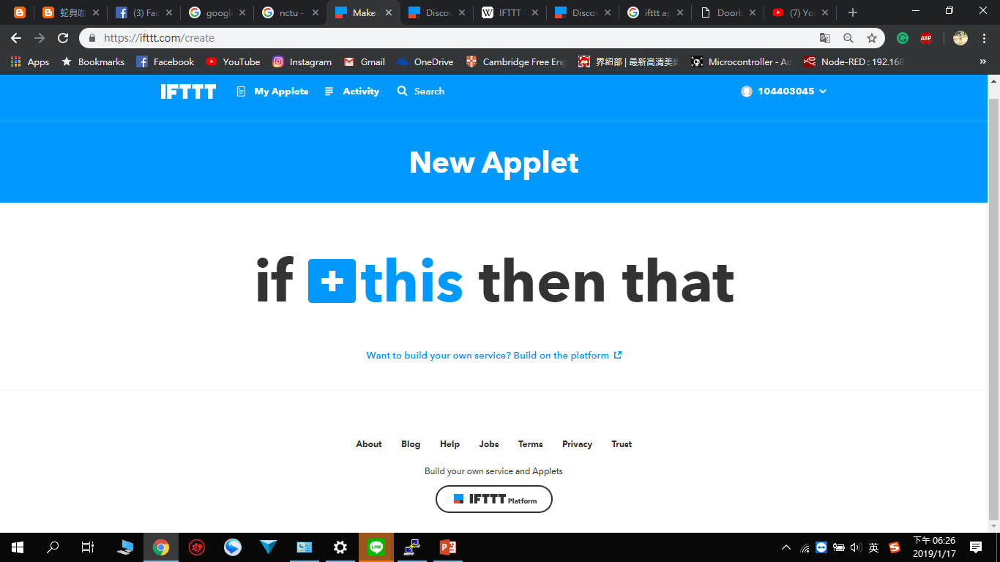 蛇與咖
(3) Fac
google
nctu -
Make
Discov
IFTTT -
Discov
ifttt ap
Doorb
(7) You
https://ifttt.com/create
ABP
Apps
Bookmarks
Facebook
YouTube
Instagram
Gmail
OneDrive
Cambridge Free Eng
界紹部 | 最新高清美
Microcontroller - Ad
Node-RED : 192.168
IFTTT
My Applets
Activity
Search
104403045
New Applet
if + this then that
Want to build your own service? Build on the platform
About Blog Help Jobs Terms Privacy Trust
Build your own service and Applets
IFTTT Platform
LINE
英
下午 06:26
2019/1/17